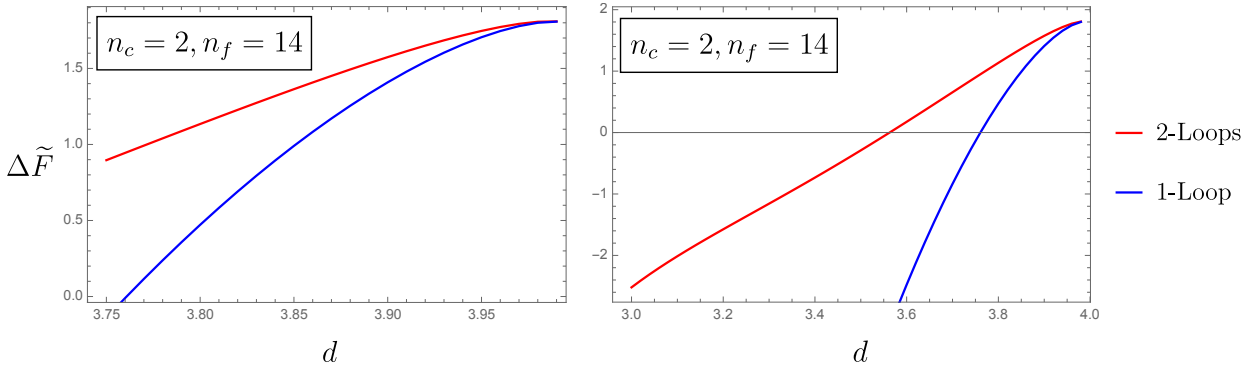 n_c = 2, n_f = 14
1.5
1.0
0.5
0.0
3.75
3.80
3.85
3.90
3.95
ΔF̃
d
n_c = 2, n_f = 14
2
1
0
−1
−2
3.0
3.2
3.4
3.6
3.8
4.0
d
2-Loops
1-Loop